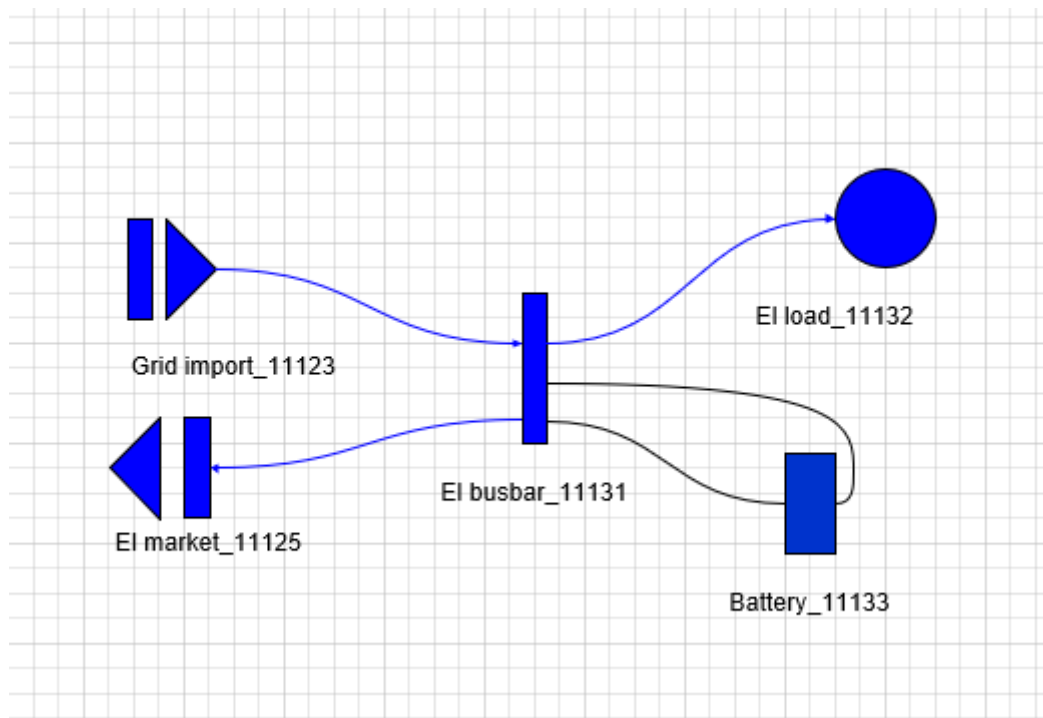 El load_11132
Grid import_11123
El busbar_11131
El market_11125
Battery_11133